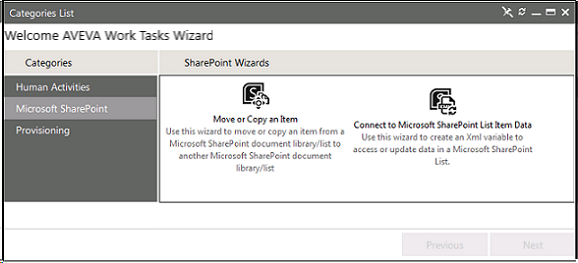 Categories List
Welcome AVEVA Work Tasks Wizard
Categories
SharePoint Wizards
Human Activities
Microsoft SharePoint
Provisioning
Move or Copy an Item
Use this wizard to move or copy an item from a
Microsoft SharePoint document library/list to
another Microsoft SharePoint document
library/list
Connect to Microsoft SharePoint List Item Data
Use this wizard to create an Xml variable to
access or update data in a Microsoft SharePoint
List.
Previous
Next